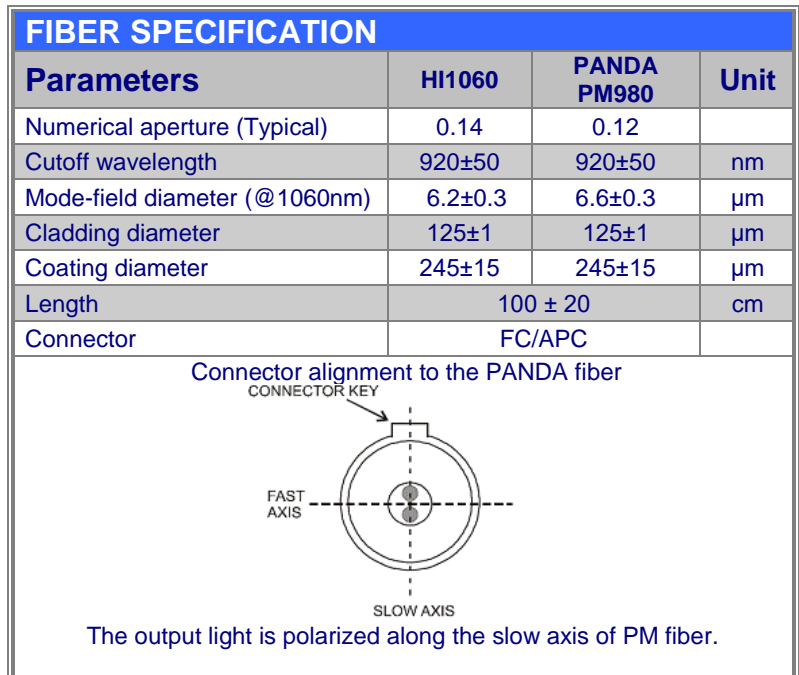 FIBER SPECIFICATION
Parameters HI1060 PANDA PM980 Unit
Numerical aperture (Typical) 0.14 0.12
Cutoff wavelength 920±50 920±50 nm
Mode-field diameter (@1060nm) 6.2±0.3 6.6±0.3 µm
Cladding diameter 125±1 125±1 µm
Coating diameter 245±15 245±15 µm
Length 100 ± 20 cm
Connector FC/APC
Connector alignment to the PANDA fiber
CONNECTOR KEY
FAST
AXIS
SLOW AXIS
The output light is polarized along the slow axis of PM fiber.